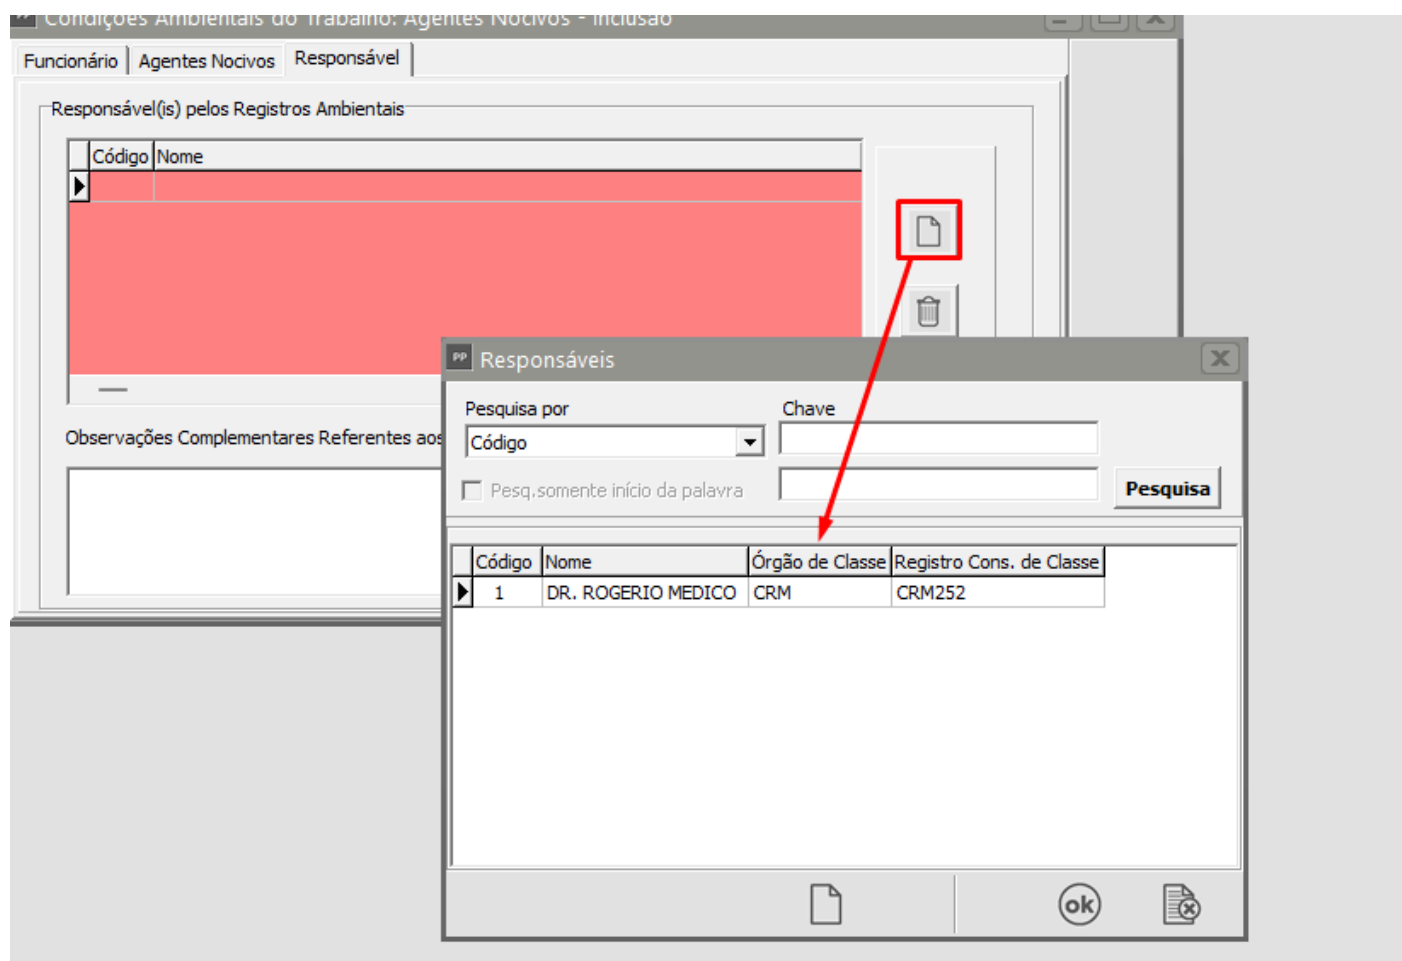 Condições Ambientais do Trabalho: Agentes Nocivos - Inclusão
Funcionário Agentes Nocivos Responsável
Responsável(is) pelos Registros Ambientais
Código Nome
PP Responsáveis
Pesquisa por Chave
Observações Complementares Referentes aos
Código
Pesq.somente início da palavra Pesquisa
Código Nome Órgão de Classe Registro Cons. de Classe
1 DR. ROGERIO MEDICO CRM CRM252
ok